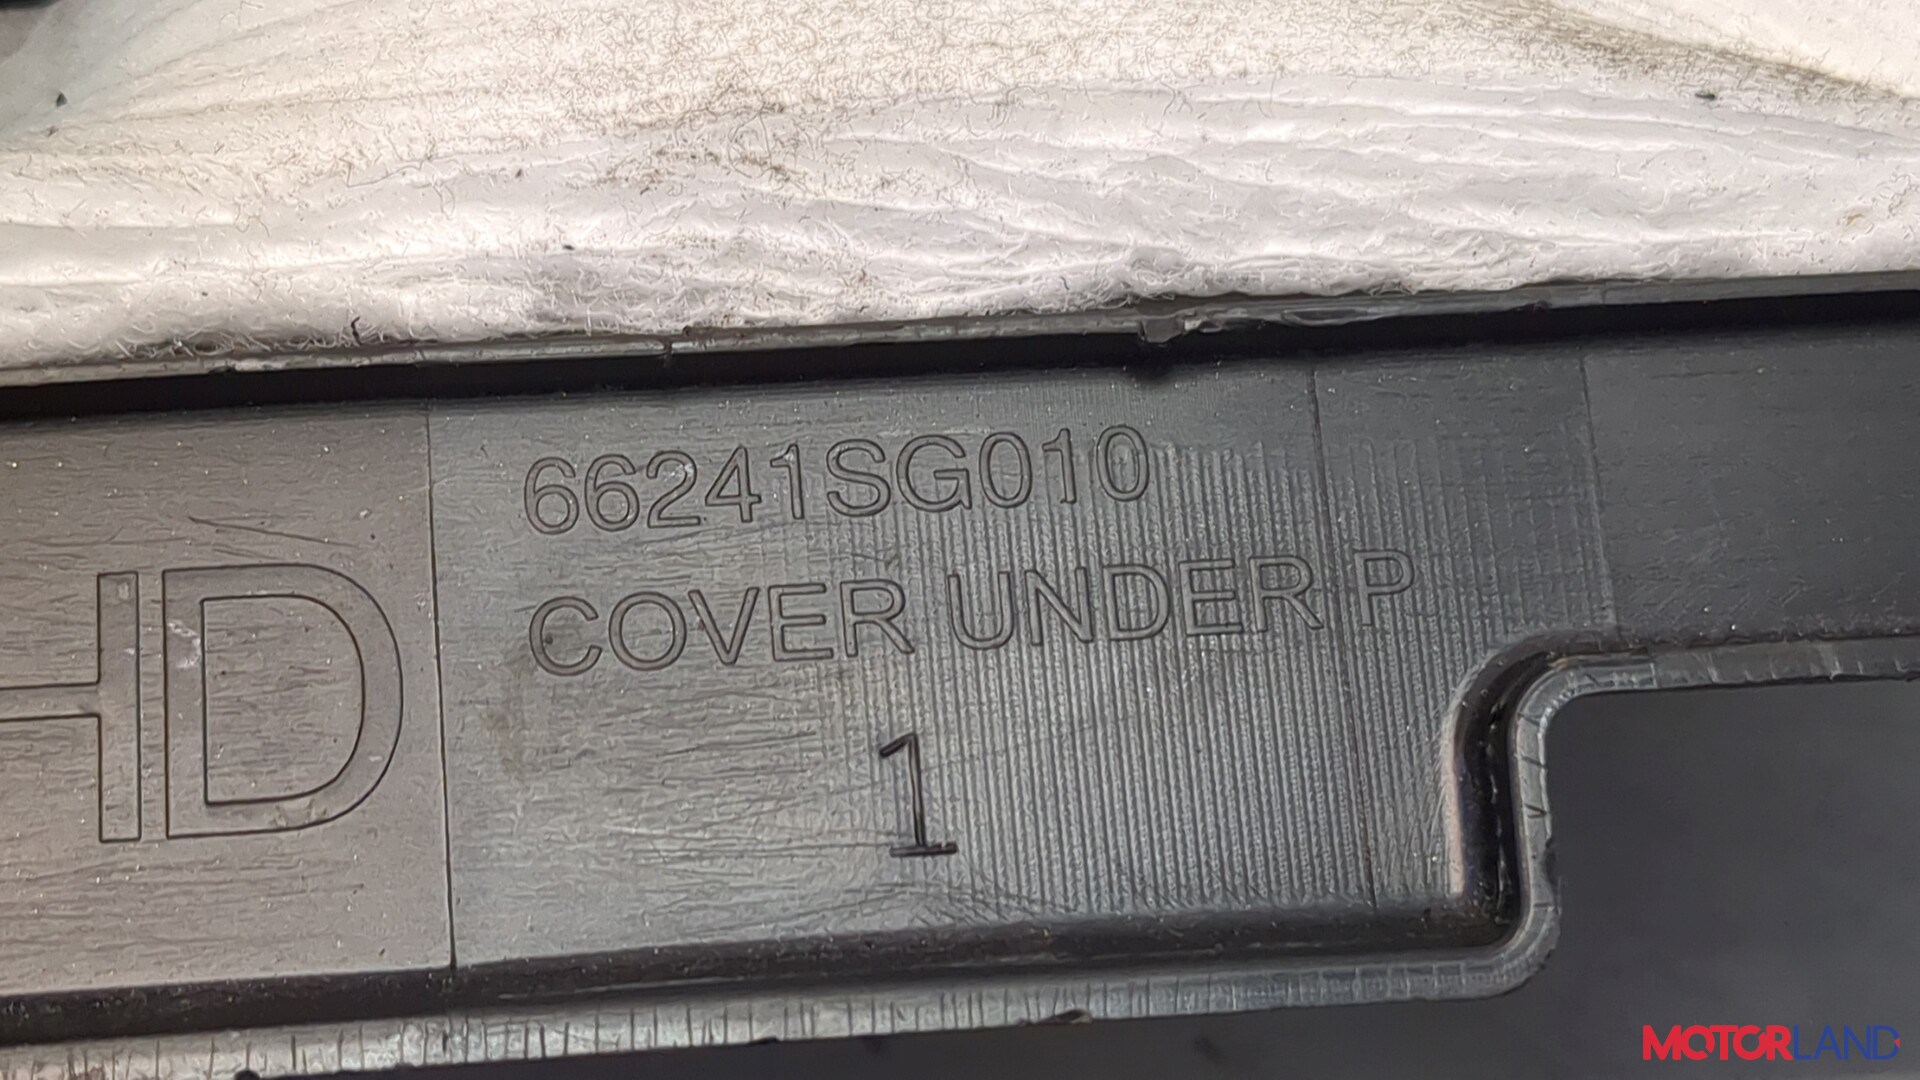 66241SG010
COVER UNDER P
HD
1
MOTORLAND